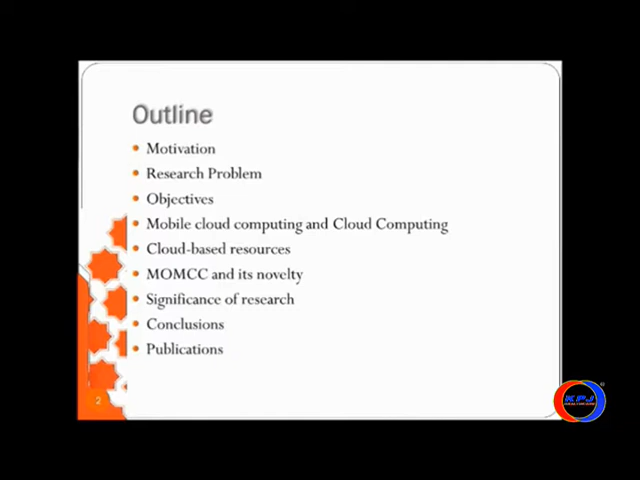 Outline
Motivation
Research Problem
Objectives
Mobile cloud computing and Cloud Computing
Cloud-based resources
MOMCC and its novelty
Significance of research
Conclusions
Publications
2
KPJ